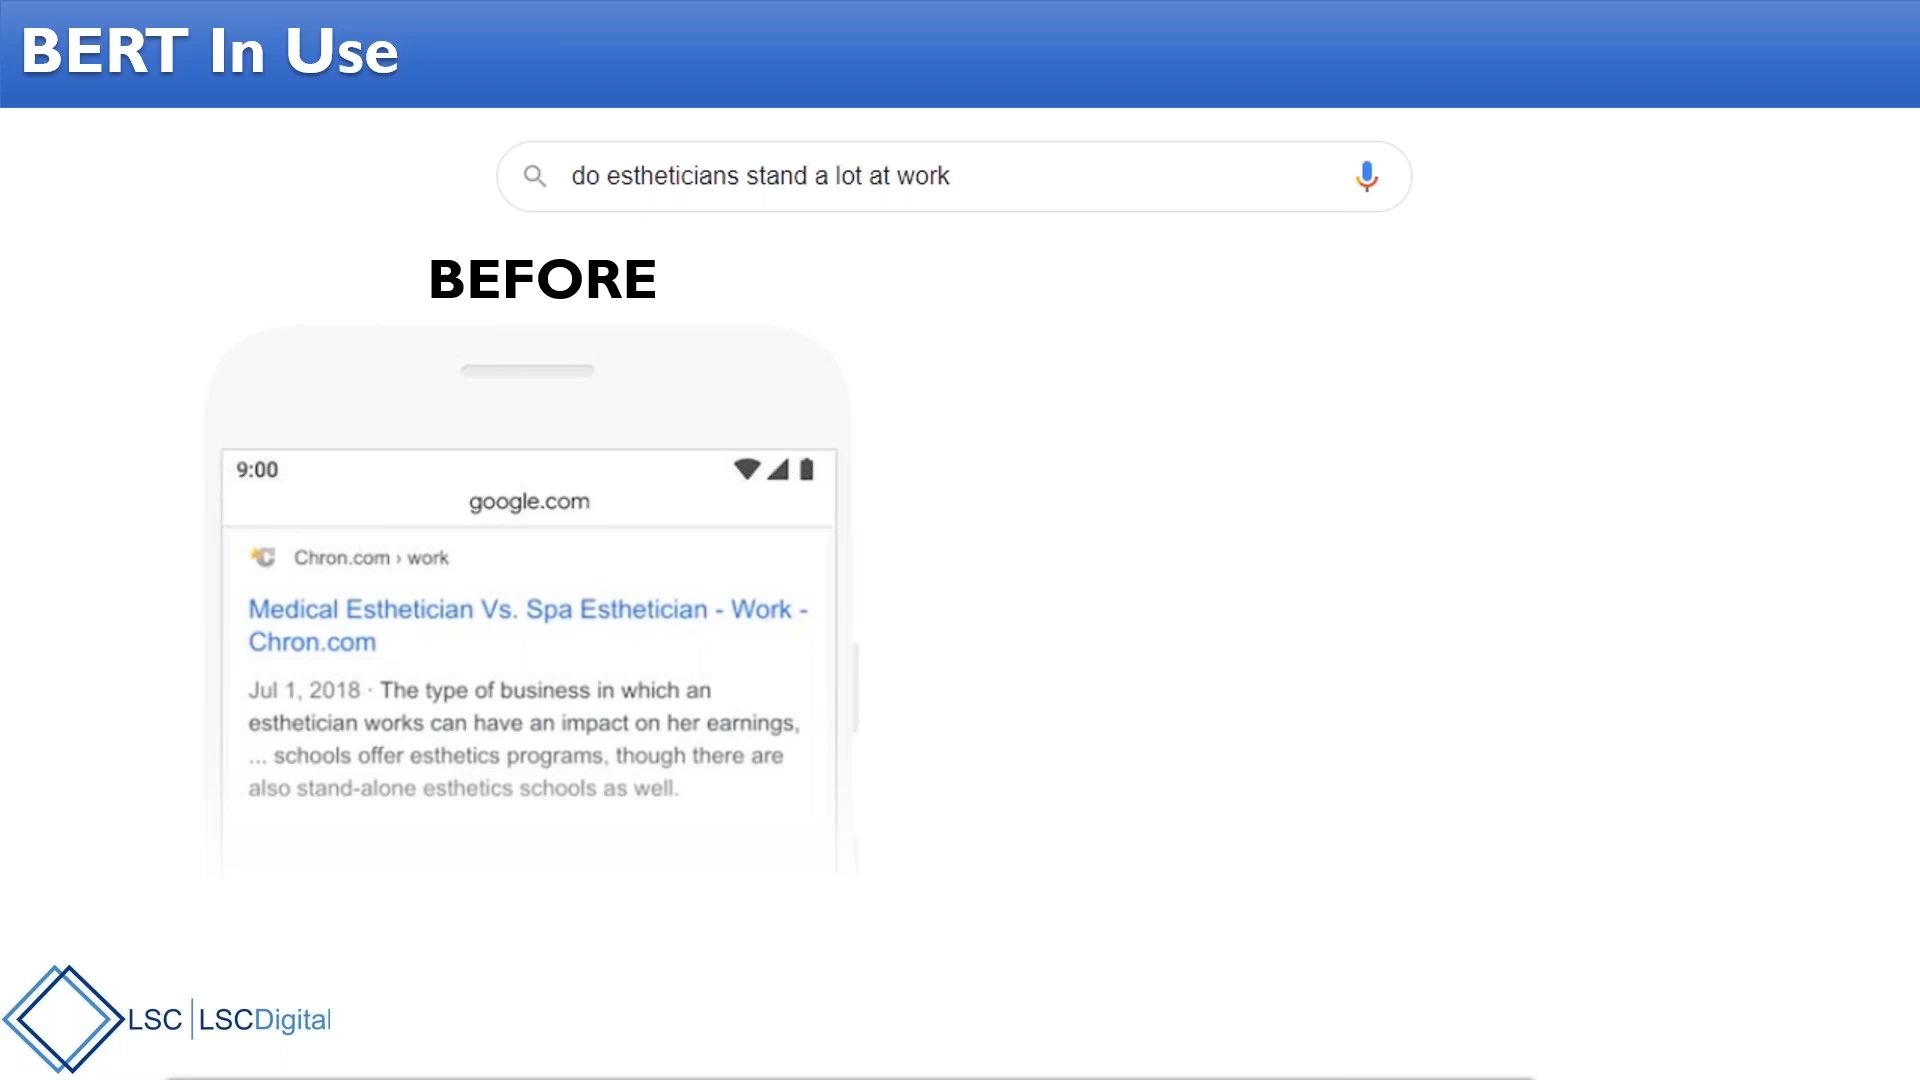 BERT In Use
do estheticians stand a lot at work
BEFORE
9:00
google.com
Chron.com › work
Medical Esthetician Vs. Spa Esthetician - Work -
Chron.com
Jul 1, 2018 · The type of business in which an
esthetician works can have an impact on her earnings,
... schools offer esthetics programs, though there are
also stand-alone esthetics schools as well.
LSC | LSCDigital